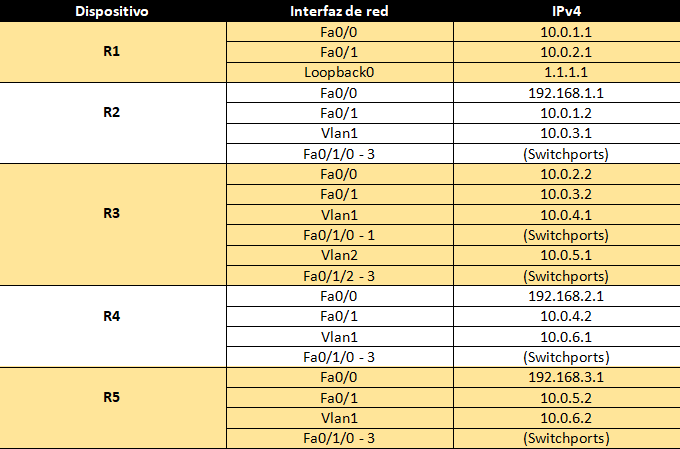 Dispositivo Interfaz de red IPv4
R1 Fa0/0 10.0.1.1
Fa0/1 10.0.2.1
Loopback0 1.1.1.1
R2 Fa0/0 192.168.1.1
Fa0/1 10.0.1.2
Vlan1 10.0.3.1
Fa0/1/0 - 3 (Switchports)
R3 Fa0/0 10.0.2.2
Fa0/1 10.0.3.2
Vlan1 10.0.4.1
Fa0/1/0 - 1 (Switchports)
Vlan2 10.0.5.1
Fa0/1/2 - 3 (Switchports)
R4 Fa0/0 192.168.2.1
Fa0/1 10.0.4.2
Vlan1 10.0.6.1
Fa0/1/0 - 3 (Switchports)
R5 Fa0/0 192.168.3.1
Fa0/1 10.0.5.2
Vlan1 10.0.6.2
Fa0/1/0 - 3 (Switchports)